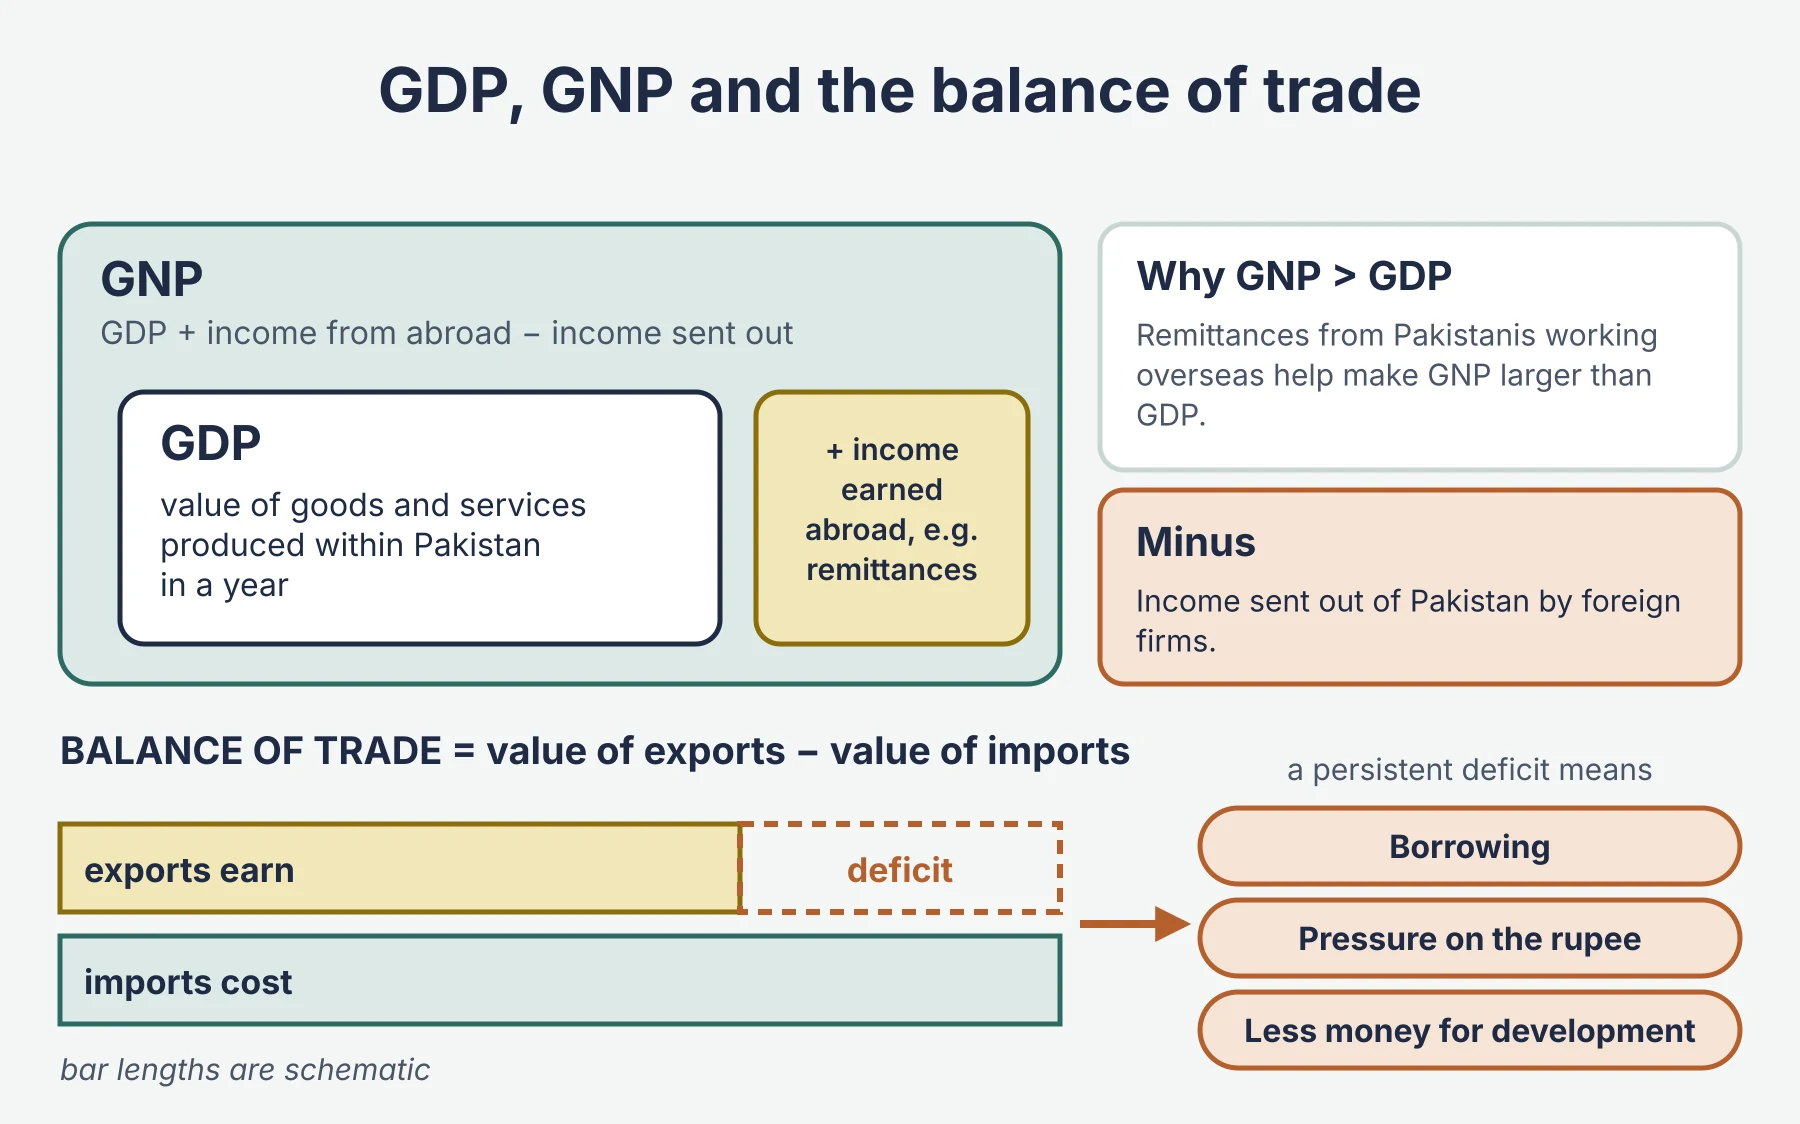 GDP, GNP and the balance of trade
GNP
GDP + income from abroad − income sent out
GDP
value of goods and services
produced within Pakistan
in a year
+ income
earned
abroad, e.g.
remittances
Why GNP > GDP
Remittances from Pakistanis working
overseas help make GNP larger than
GDP.
Minus
Income sent out of Pakistan by foreign
firms.
BALANCE OF TRADE = value of exports − value of imports
exports earn
deficit
imports cost
bar lengths are schematic
a persistent deficit means
Borrowing
Pressure on the rupee
Less money for development